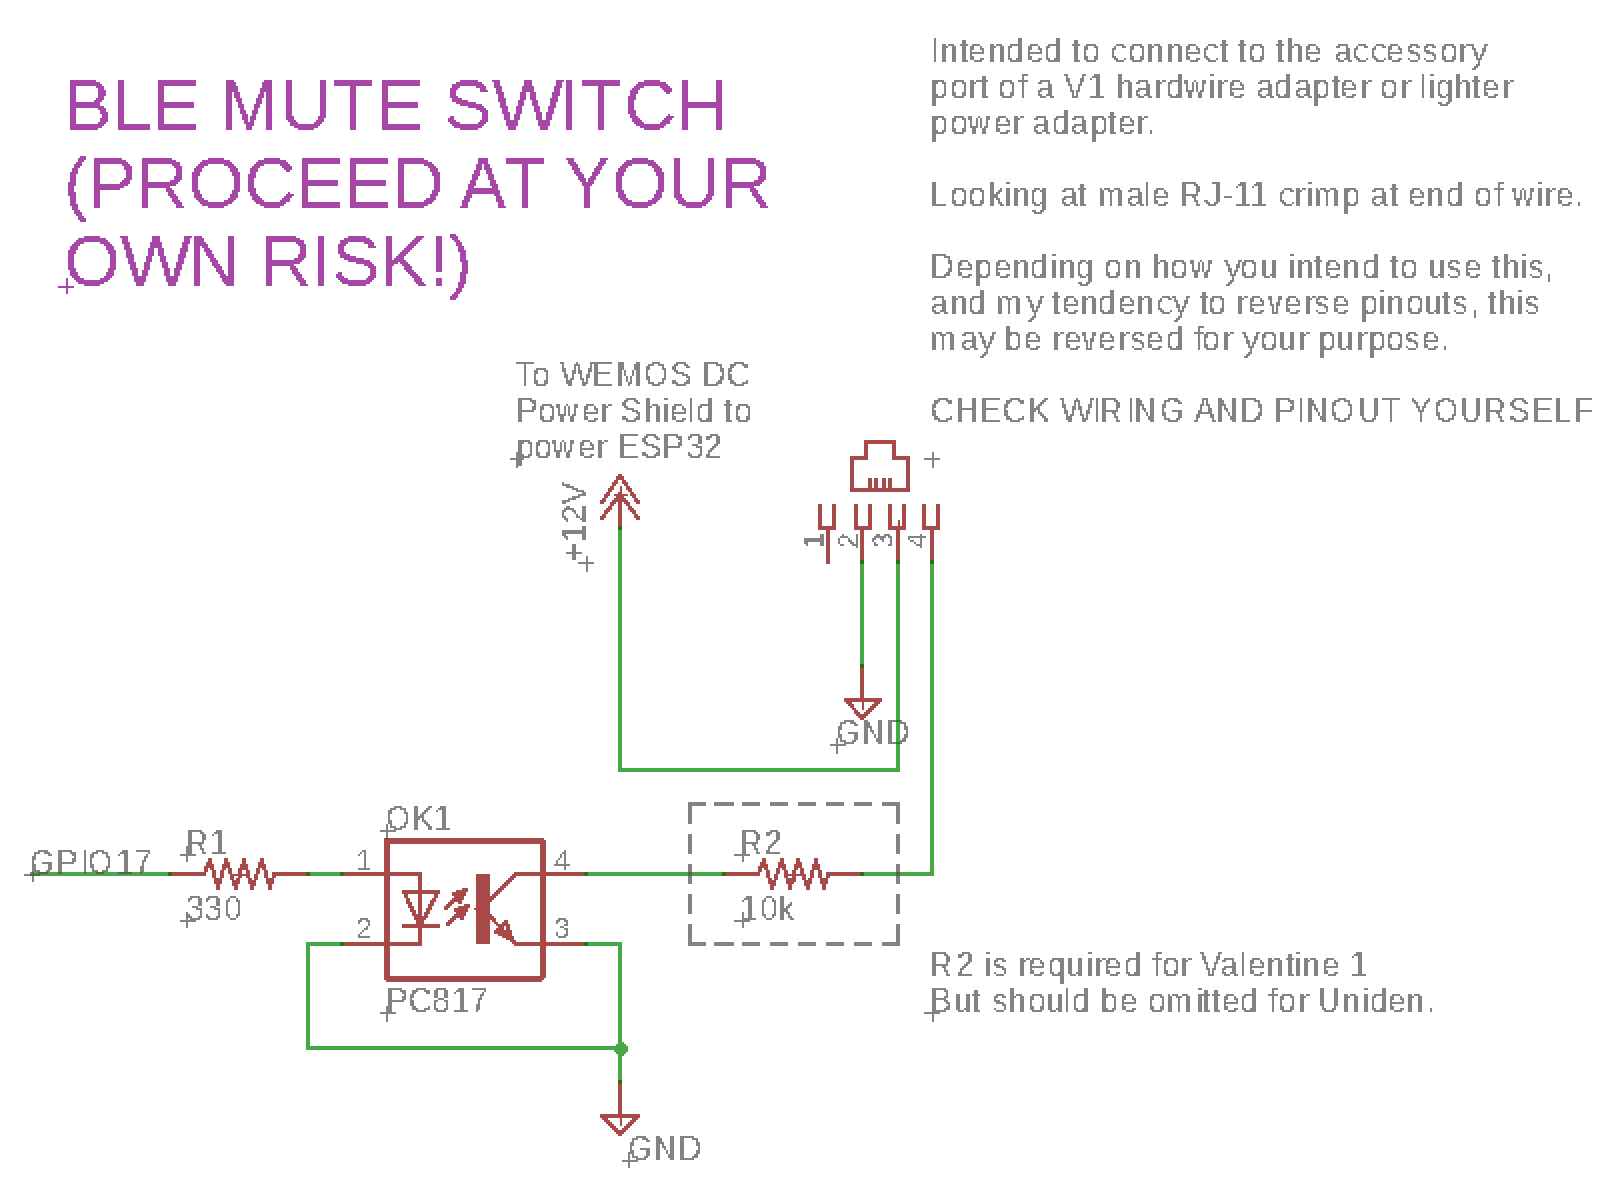 BLE MUTE SWITCH
(PROCEED AT YOUR
OWN RISK!)
Intended to connect to the accessory
port of a V1 hardwire adapter or lighter
power adapter.
Looking at male RJ-11 crimp at end of wire.
Depending on how you intend to use this,
and my tendency to reverse pinouts, this
may be reversed for your purpose.
CHECK WIRING AND PINOUT YOURSELF
To WEMOS DC
Power Shield to
power ESP32
+12V
1
2
3
4
GND
OK1
R1
GPIO17
330
1
2
4
3
PC817
R2
10k
R2 is required for Valentine 1
But should be omitted for Uniden.
GND